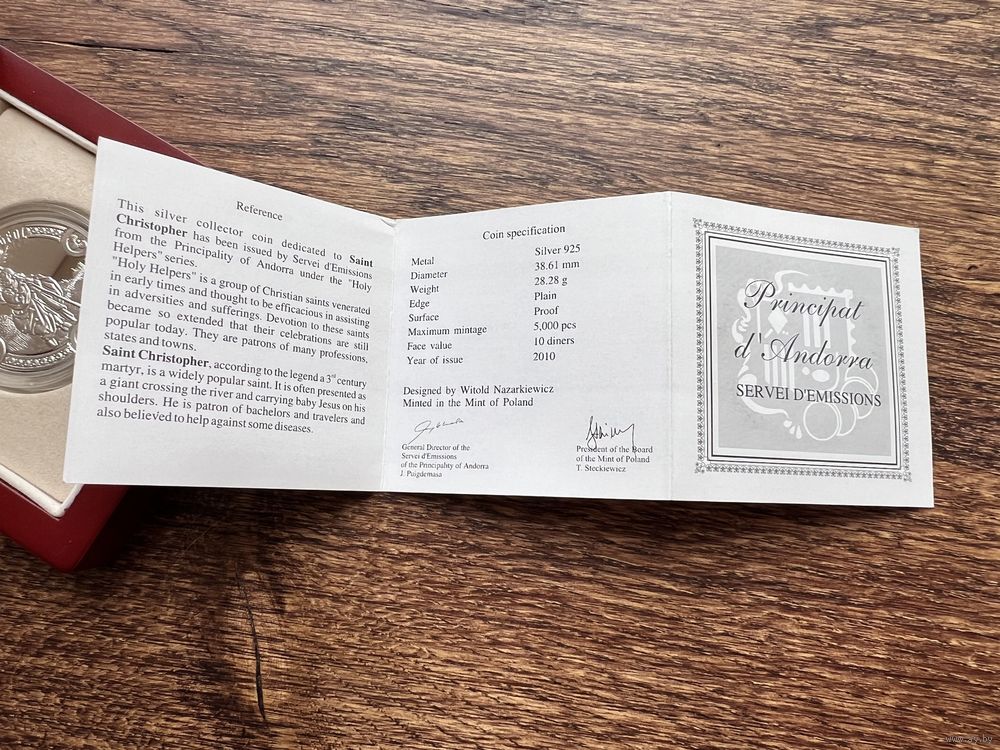 Reference
This silver collector coin dedicated to Saint
Christopher has been issued by Servei d'Emissions
from the Principality of Andorra under the "Holy
Helpers" series.
"Holy Helpers" is a group of Christian saints venerated
in early times and thought to be efficacious in assisting
in adversities and sufferings. Devotion to these saints
became so extended that their celebrations are still
popular today. They are patrons of many professions,
states and towns.
Saint Christopher, according to the legend a 3rd century
martyr, is a widely popular saint. It is often presented as
a giant crossing the river and carrying baby Jesus on his
shoulders. He is patron of bachelors and travelers and
also believed to help against some diseases.
Coin specification
Metal Silver 925
Diameter 38.61 mm
Weight 28.28 g
Edge Plain
Surface Proof
Maximum mintage 5,000 pcs
Face value 10 diners
Year of issue 2010
Designed by Witold Nazarkiewicz
Minted in the Mint of Poland
General Director of the
Servei d'Emissions
of the Principality of Andorra
J. Puigdemasa
President of the Board
of the Mint of Poland
T. Steckiewicz
Principat
d'Andorra
SERVEI D'EMISSIONS
www.ay.by